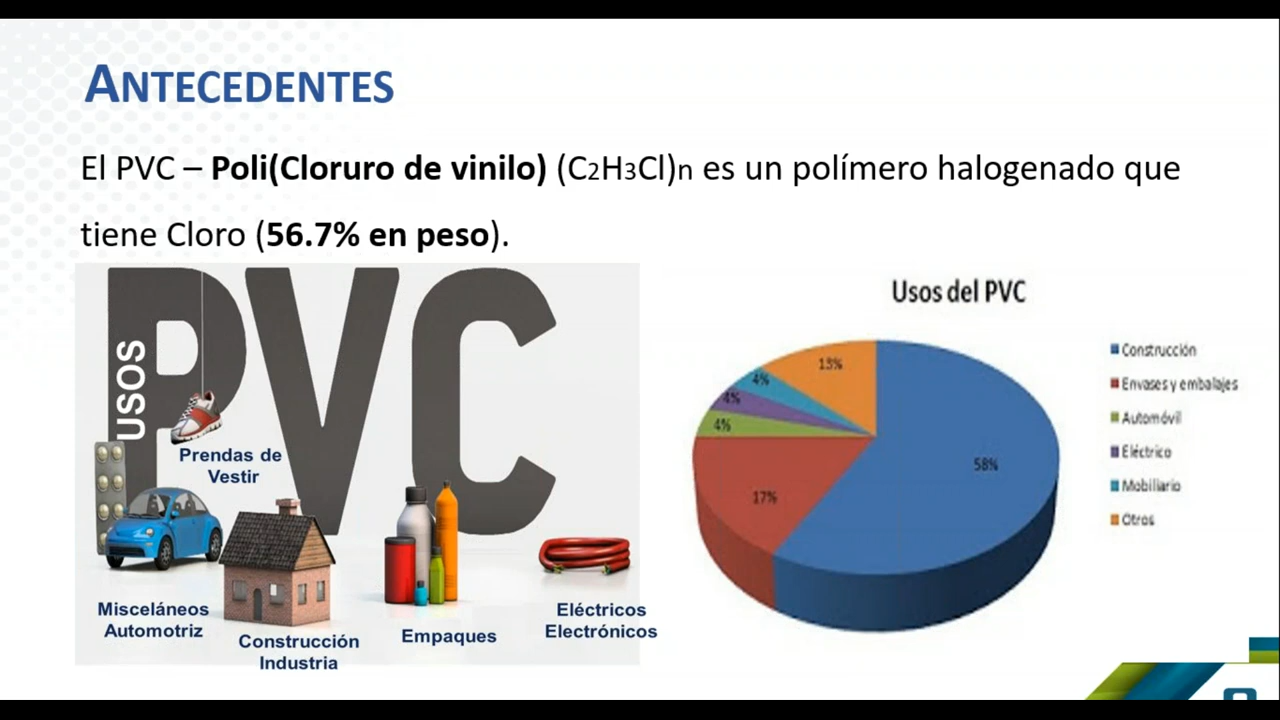 ANTECEDENTES
El PVC – Poli(Cloruro de vinilo) (C2H3Cl)n es un polímero halogenado que
tiene Cloro (56.7% en peso).
PVC
USOS
Prendas de
Vestir
Misceláneos
Automotriz
Construcción
Industria
Empaques
Eléctricos
Electrónicos
Usos del PVC
13%
4%
4%
4%
17%
58%
Construcción
Envases y embalajes
Automóvil
Eléctrico
Mobiliario
Otros